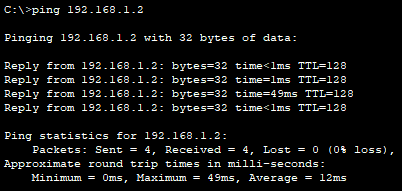 C:\>ping 192.168.1.2
Pinging 192.168.1.2 with 32 bytes of data:
Reply from 192.168.1.2: bytes=32 time<1ms TTL=128
Reply from 192.168.1.2: bytes=32 time=1ms TTL=128
Reply from 192.168.1.2: bytes=32 time=49ms TTL=128
Reply from 192.168.1.2: bytes=32 time<1ms TTL=128
Ping statistics for 192.168.1.2:
    Packets: Sent = 4, Received = 4, Lost = 0 (0% loss),
Approximate round trip times in milli-seconds:
    Minimum = 0ms, Maximum = 49ms, Average = 12ms